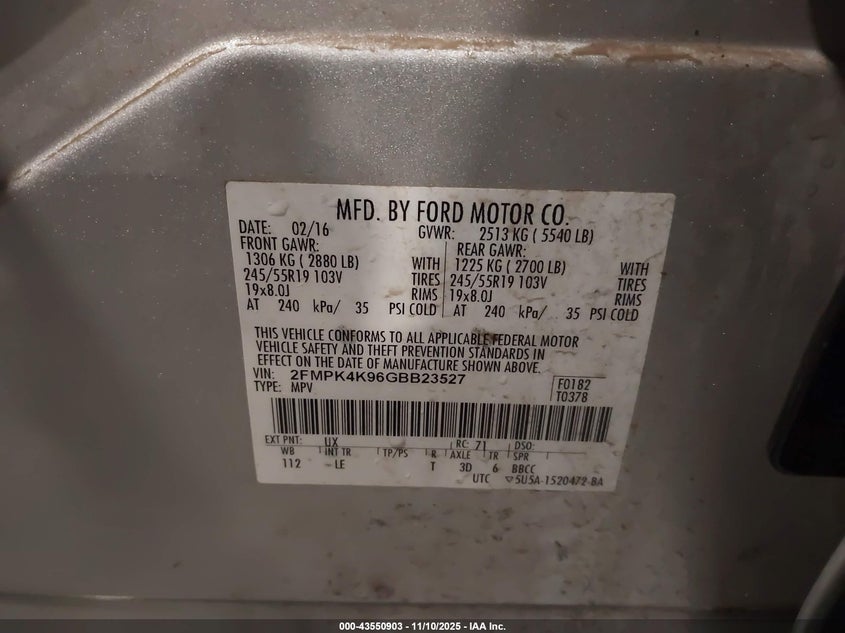 MFD. BY FORD MOTOR CO.
DATE: 02/16 GVWR: 2513 KG ( 5540 LB)
FRONT GAWR: REAR GAWR:
1306 KG ( 2880 LB) WITH 1225 KG ( 2700 LB) WITH
245/55R19 103V TIRES 245/55R19 103V TIRES
19x8.0J RIMS 19x8.0J RIMS
AT 240 kPa/ 35 PSI COLD AT 240 kPa/ 35 PSI COLD
THIS VEHICLE CONFORMS TO ALL APPLICABLE FEDERAL MOTOR
VEHICLE SAFETY AND THEFT PREVENTION STANDARDS IN
EFFECT ON THE DATE OF MANUFACTURE SHOWN ABOVE.
VIN: 2FMPK4K96GBB23527 F0182
TYPE: MPV T0378
EXT PNT: UX RC: 71 DSO:
WB INT TR TP/PS R AXLE TR SPR
112 LE T 3D 6 BBCC
UTC ▽5U5A-1520472-BA
000-43550903 - 11/10/2025 - IAA Inc.